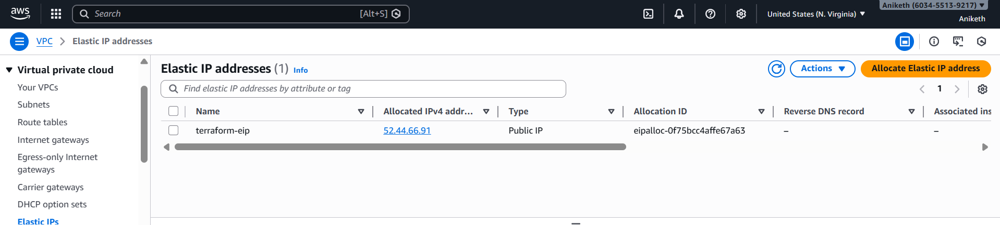 aws
Search [Alt+S]
United States (N. Virginia)
Aniketh (6034-5513-9217)
Aniketh
VPC > Elastic IP addresses
Virtual private cloud
Your VPCs
Subnets
Route tables
Internet gateways
Egress-only Internet
gateways
Carrier gateways
DHCP option sets
Elastic IPs
Elastic IP addresses (1) Info
Actions
Allocate Elastic IP address
Find elastic IP addresses by attribute or tag
1
Name Allocated IPv4 addr... Type Allocation ID Reverse DNS record Associated ins
terraform-eip 52.44.66.91 Public IP eipalloc-0f75bcc4affe67a63 – –